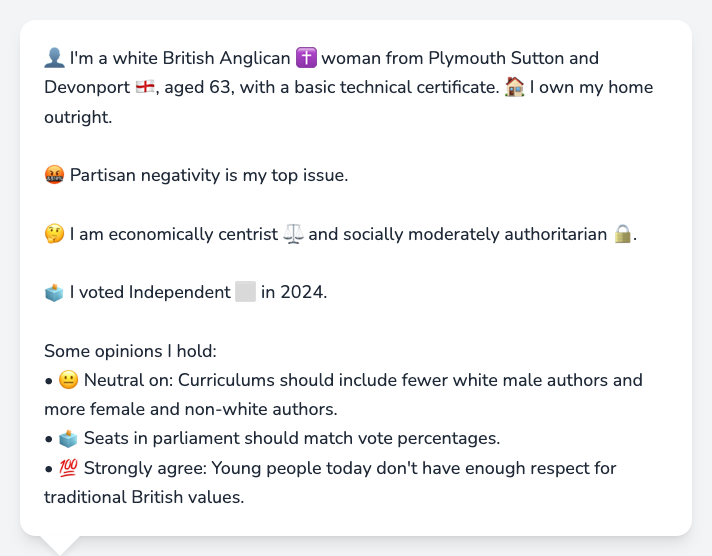 👤 I'm a white British Anglican ✝️ woman from Plymouth Sutton and
Devonport 🏴󠁧󠁢󠁥󠁮󠁧󠁿, aged 63, with a basic technical certificate. 🏠 I own my home
outright.
🤬 Partisan negativity is my top issue.
🤔 I am economically centrist ⚖️ and socially moderately authoritarian 🔒.
🗳️ I voted Independent ⬜ in 2024.
Some opinions I hold:
• 😐 Neutral on: Curriculums should include fewer white male authors and
more female and non-white authors.
• 🗳️ Seats in parliament should match vote percentages.
• 💯 Strongly agree: Young people today don't have enough respect for
traditional British values.